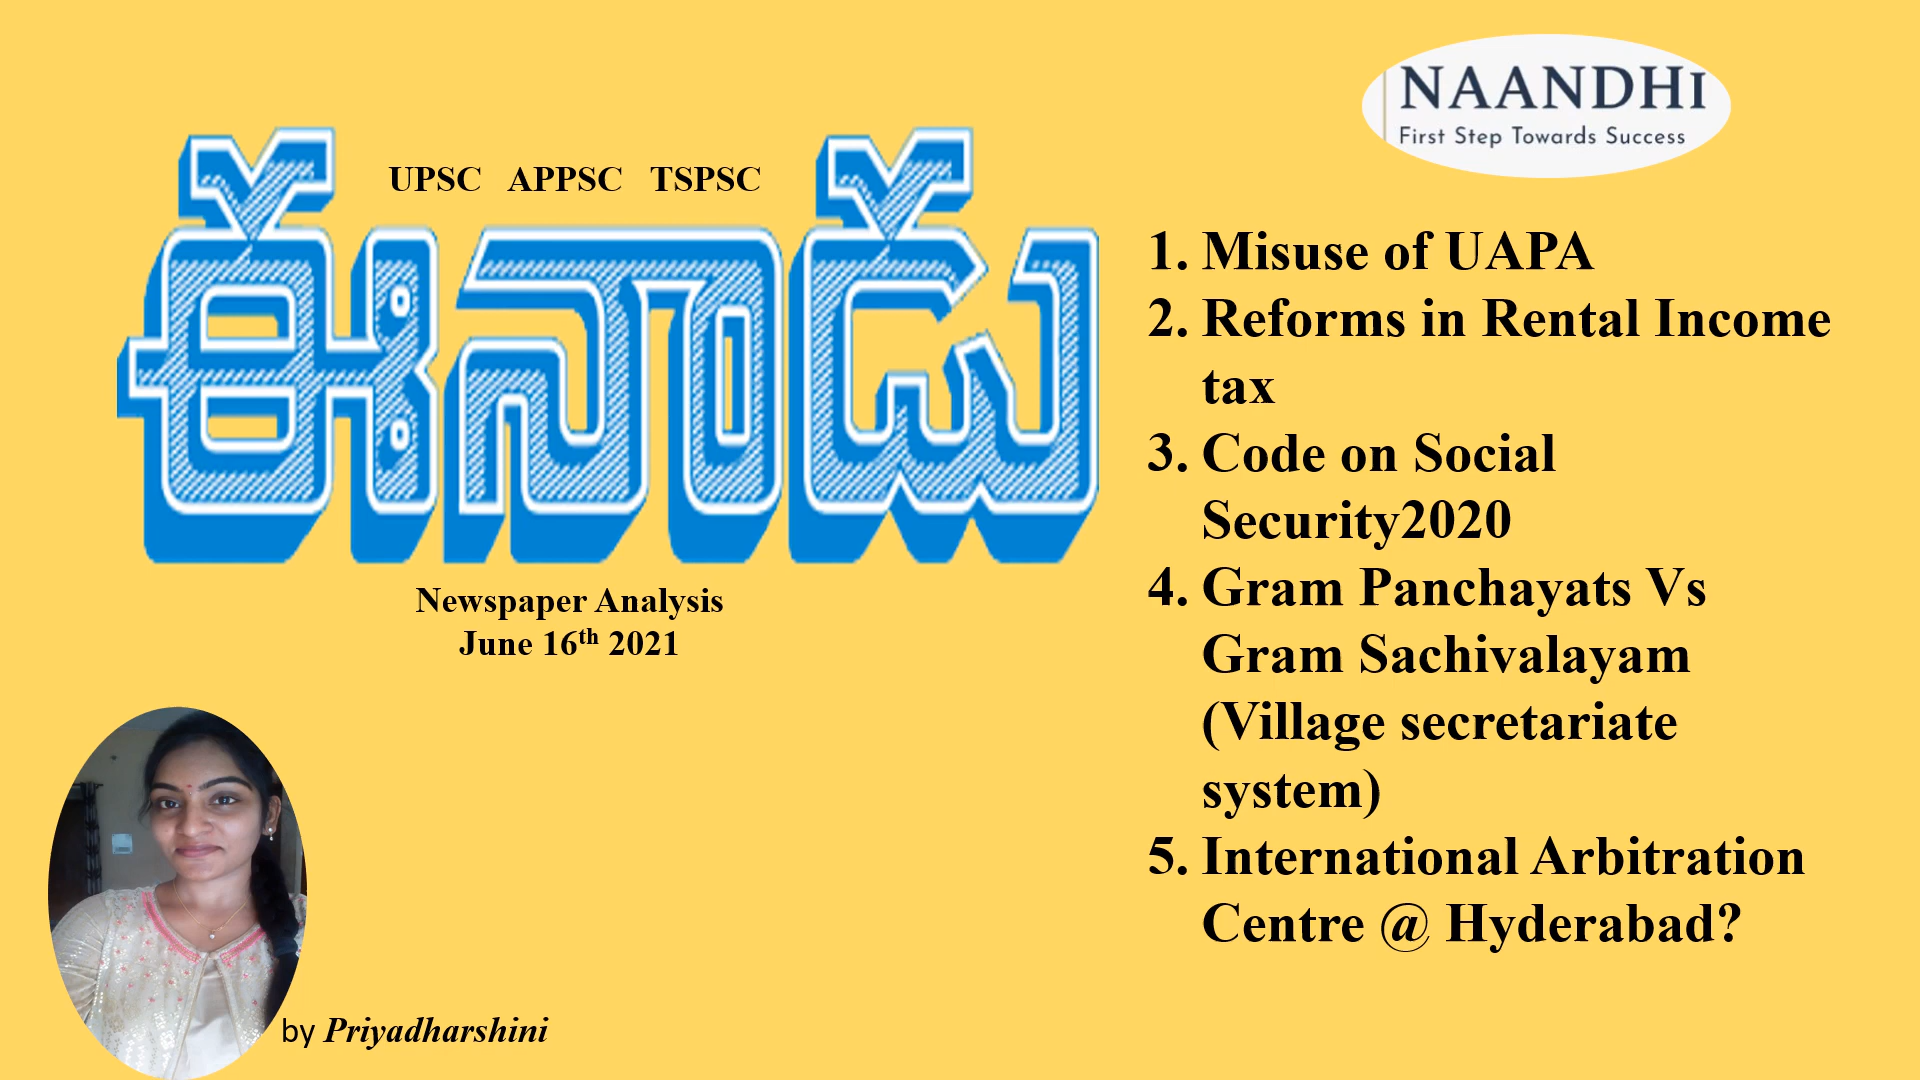 NAANDHI
First Step Towards Success
UPSC APPSC TSPSC
ఈనాడు
Newspaper Analysis
June 16th 2021
1. Misuse of UAPA
2. Reforms in Rental Income
tax
3. Code on Social
Security2020
4. Gram Panchayats Vs
Gram Sachivalayam
(Village secretariate
system)
5. International Arbitration
Centre @ Hyderabad?
by Priyadharshini